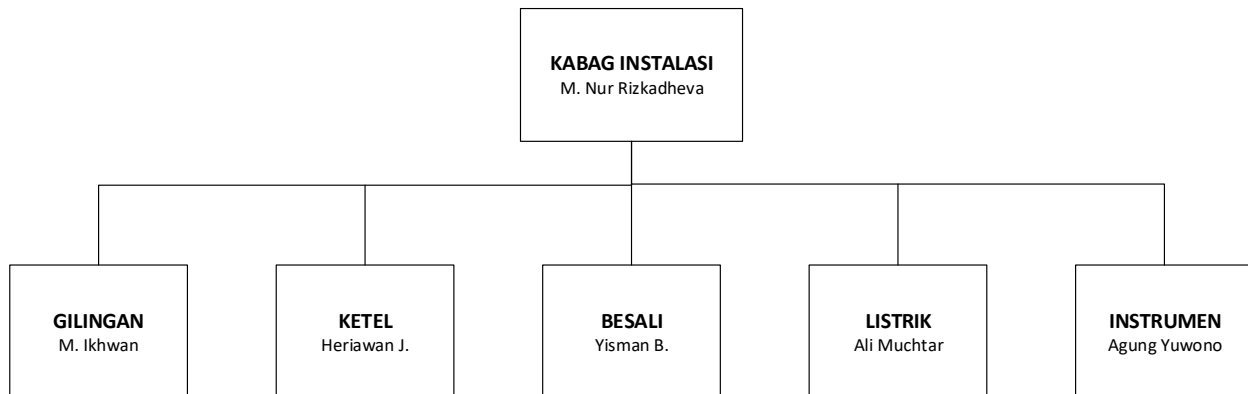 KABAG INSTALASI
M. Nur Rizkadheva
GILINGAN
M. Ikhwan
KETEL
Heriawan J.
BESALI
Yisman B.
LISTRIK
Ali Muchtar
INSTRUMEN
Agung Yuwono